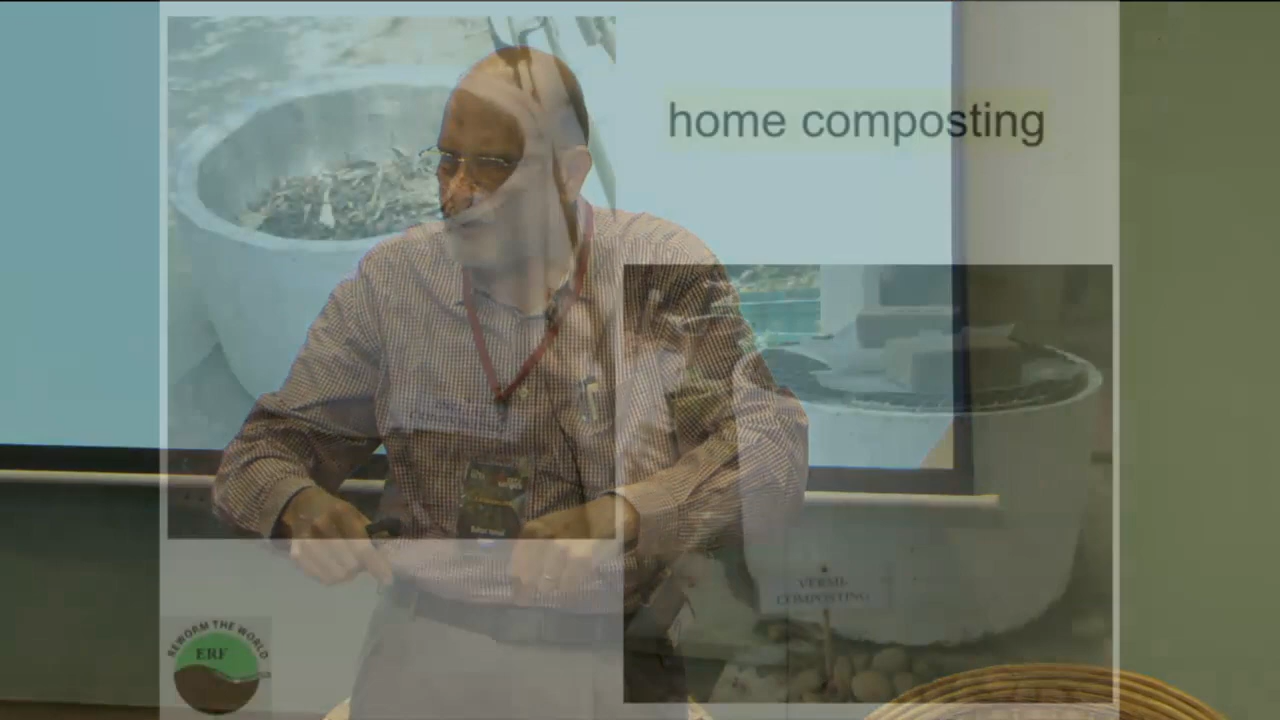 home composting
VERMI-
COMPOSTING
REWORM THE WORLD
ERF